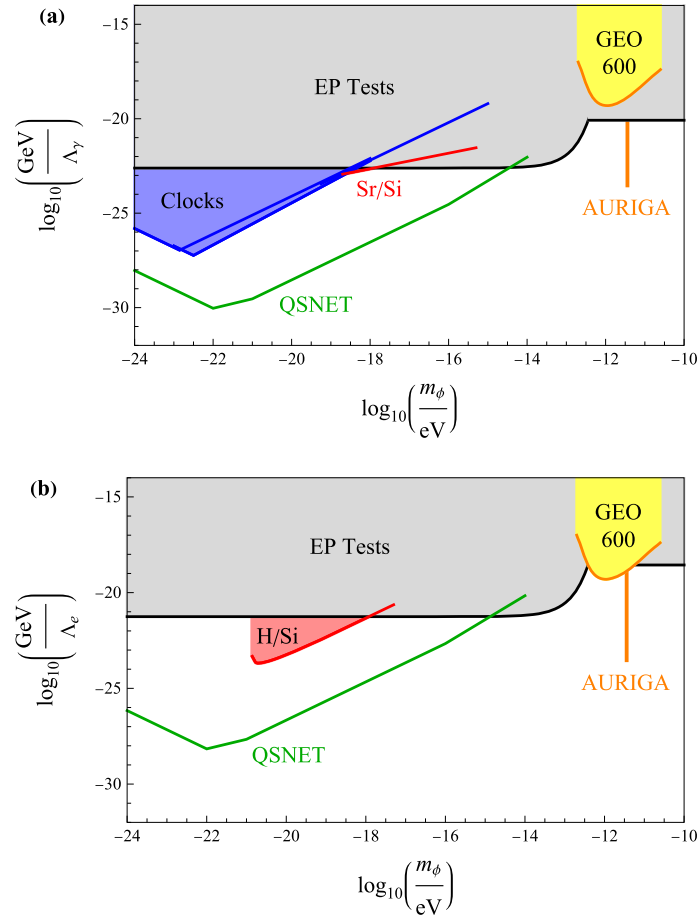 (a)
−15
−20
−25
−30
log₁₀(GeV/Λγ)
EP Tests
GEO
600
Clocks
Sr/Si
AURIGA
QSNET
−24 −22 −20 −18 −16 −14 −12 −10
log₁₀(mϕ/eV)
(b)
−15
−20
−25
−30
log₁₀(GeV/Λe)
EP Tests
GEO
600
H/Si
AURIGA
QSNET
−24 −22 −20 −18 −16 −14 −12 −10
log₁₀(mϕ/eV)